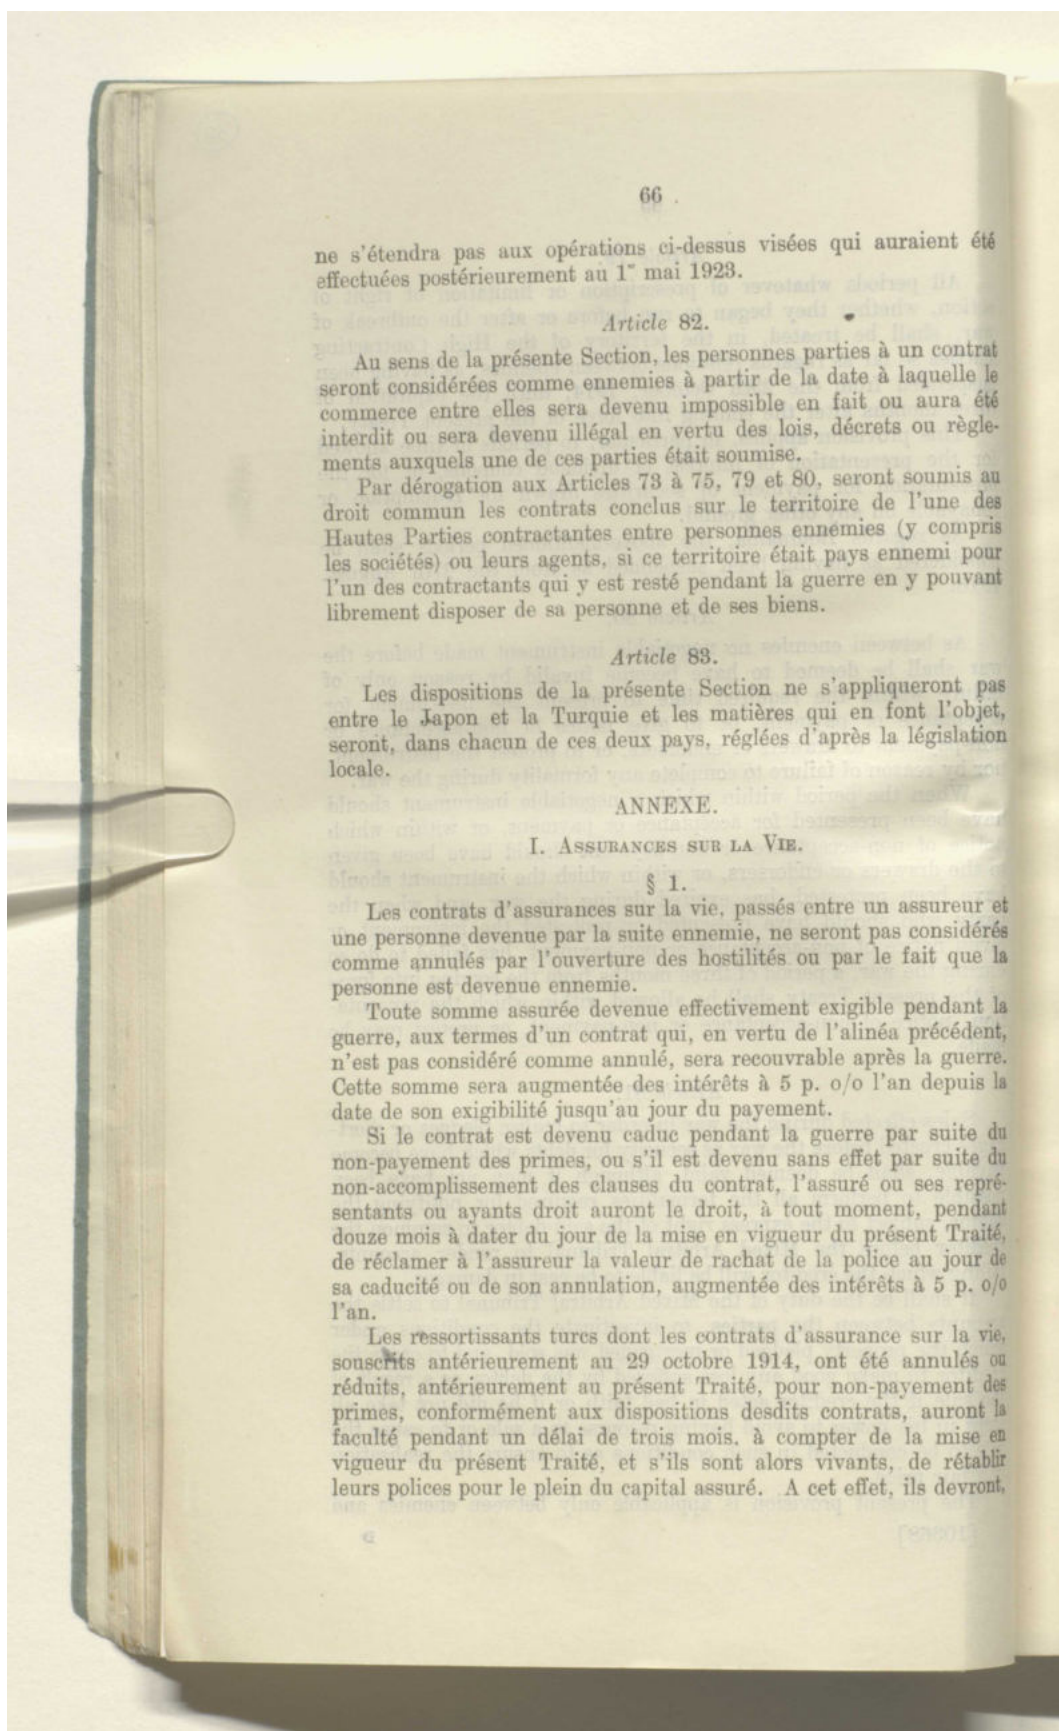 66
ne s'étendra pas aux opérations ci-dessus visées qui auraient été
effectuées postérieurement au 1er mai 1923.
Article 82.
Au sens de la présente Section, les personnes parties à un contrat
seront considérées comme ennemies à partir de la date à laquelle le
commerce entre elles sera devenu impossible en fait ou aura été
interdit ou sera devenu illégal en vertu des lois, décrets ou règle-
ments auxquels une de ces parties était soumise.
Par dérogation aux Articles 73 à 75, 79 et 80, seront soumis au
droit commun les contrats conclus sur le territoire de l'une des
Hautes Parties contractantes entre personnes ennemies (y compris
les sociétés) ou leurs agents, si ce territoire était pays ennemi pour
l'un des contractants qui y est resté pendant la guerre en y pouvant
librement disposer de sa personne et de ses biens.
Article 83.
Les dispositions de la présente Section ne s'appliqueront pas
entre le Japon et la Turquie et les matières qui en font l'objet,
seront, dans chacun de ces deux pays, réglées d'après la législation
locale.
ANNEXE.
I. ASSURANCES SUR LA VIE.
§ 1.
Les contrats d'assurances sur la vie, passés entre un assureur et
une personne devenue par la suite ennemie, ne seront pas considérés
comme annulés par l'ouverture des hostilités ou par le fait que la
personne est devenue ennemie.
Toute somme assurée devenue effectivement exigible pendant la
guerre, aux termes d'un contrat qui, en vertu de l'alinéa précédent,
n'est pas considéré comme annulé, sera recouvrable après la guerre.
Cette somme sera augmentée des intérêts à 5 p. o/o l'an depuis la
date de son exigibilité jusqu'au jour du payement.
Si le contrat est devenu caduc pendant la guerre par suite du
non-payement des primes, ou s'il est devenu sans effet par suite du
non-accomplissement des clauses du contrat, l'assuré ou ses repré-
sentants ou ayants droit auront le droit, à tout moment, pendant
douze mois à dater du jour de la mise en vigueur du présent Traité,
de réclamer à l'assureur la valeur de rachat de la police au jour de
sa caducité ou de son annulation, augmentée des intérêts à 5 p. o/o
l'an.
Les ressortissants turcs dont les contrats d'assurance sur la vie,
souscrits antérieurement au 29 octobre 1914, ont été annulés ou
réduits, antérieurement au présent Traité, pour non-payement des
primes, conformément aux dispositions desdits contrats, auront la
faculté pendant un délai de trois mois, à compter de la mise en
vigueur du présent Traité, et s'ils sont alors vivants, de rétablir
leurs polices pour le plein du capital assuré. A cet effet, ils devront,